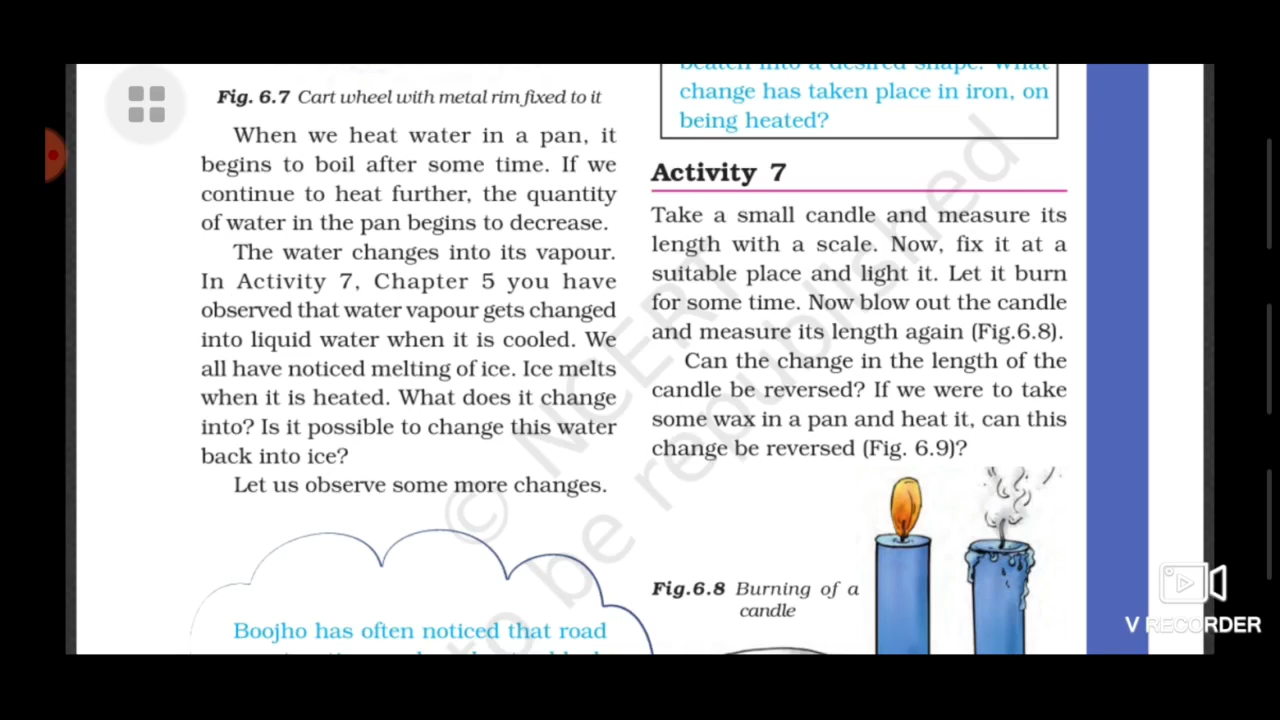 Fig. 6.7 Cart wheel with metal rim fixed to it
When we heat water in a pan, it
begins to boil after some time. If we
continue to heat further, the quantity
of water in the pan begins to decrease.
The water changes into its vapour.
In Activity 7, Chapter 5 you have
observed that water vapour gets changed
into liquid water when it is cooled. We
all have noticed melting of ice. Ice melts
when it is heated. What does it change
into? Is it possible to change this water
back into ice?
Let us observe some more changes.
Boojho has often noticed that road
beaten into a desired shape. What
change has taken place in iron, on
being heated?
Activity 7
Take a small candle and measure its
length with a scale. Now, fix it at a
suitable place and light it. Let it burn
for some time. Now blow out the candle
and measure its length again (Fig.6.8).
Can the change in the length of the
candle be reversed? If we were to take
some wax in a pan and heat it, can this
change be reversed (Fig. 6.9)?
Fig.6.8 Burning of a
candle
© NCERT
to be republished
V RECORDER